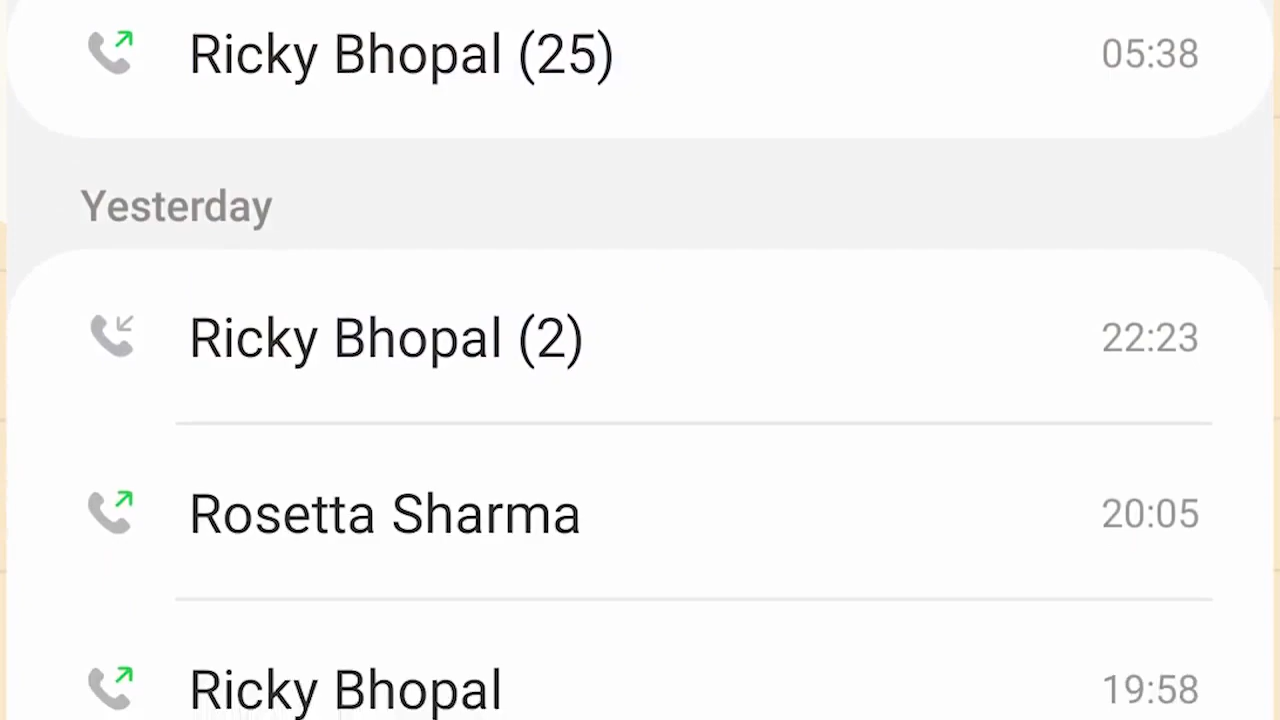 Ricky Bhopal (25) 05:38
Yesterday
Ricky Bhopal (2) 22:23
Rosetta Sharma 20:05
Ricky Bhopal 19:58